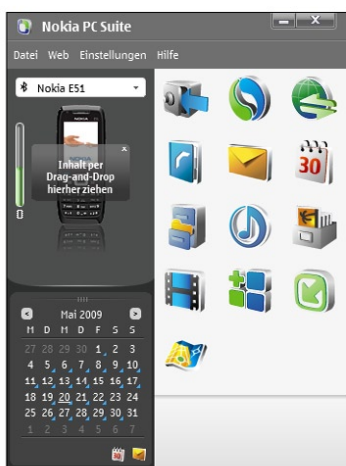 Nokia PC Suite
Datei Web Einstellungen Hilfe
Nokia E51
Inhalt per
Drag-and-Drop
hierher ziehen
30
Mai 2009
M D M D F S S
27 28 29 30 1 2 3
4 5 6 7 8 9 10
11 12 13 14 15 16 17
18 19 20 21 22 23 24
25 26 27 28 29 30 31
1 2 3 4 5 6 7